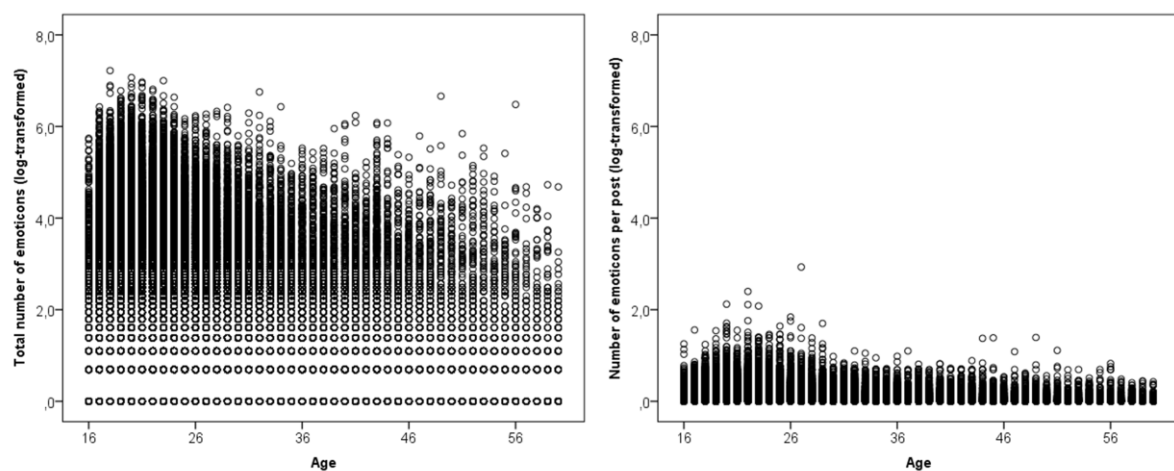 Total number of emoticons (log-transformed)
8,0
6,0
4,0
2,0
,0
16 26 36 46 56
Age
Number of emoticons per post (log-transformed)
8,0
6,0
4,0
2,0
,0
16 26 36 46 56
Age